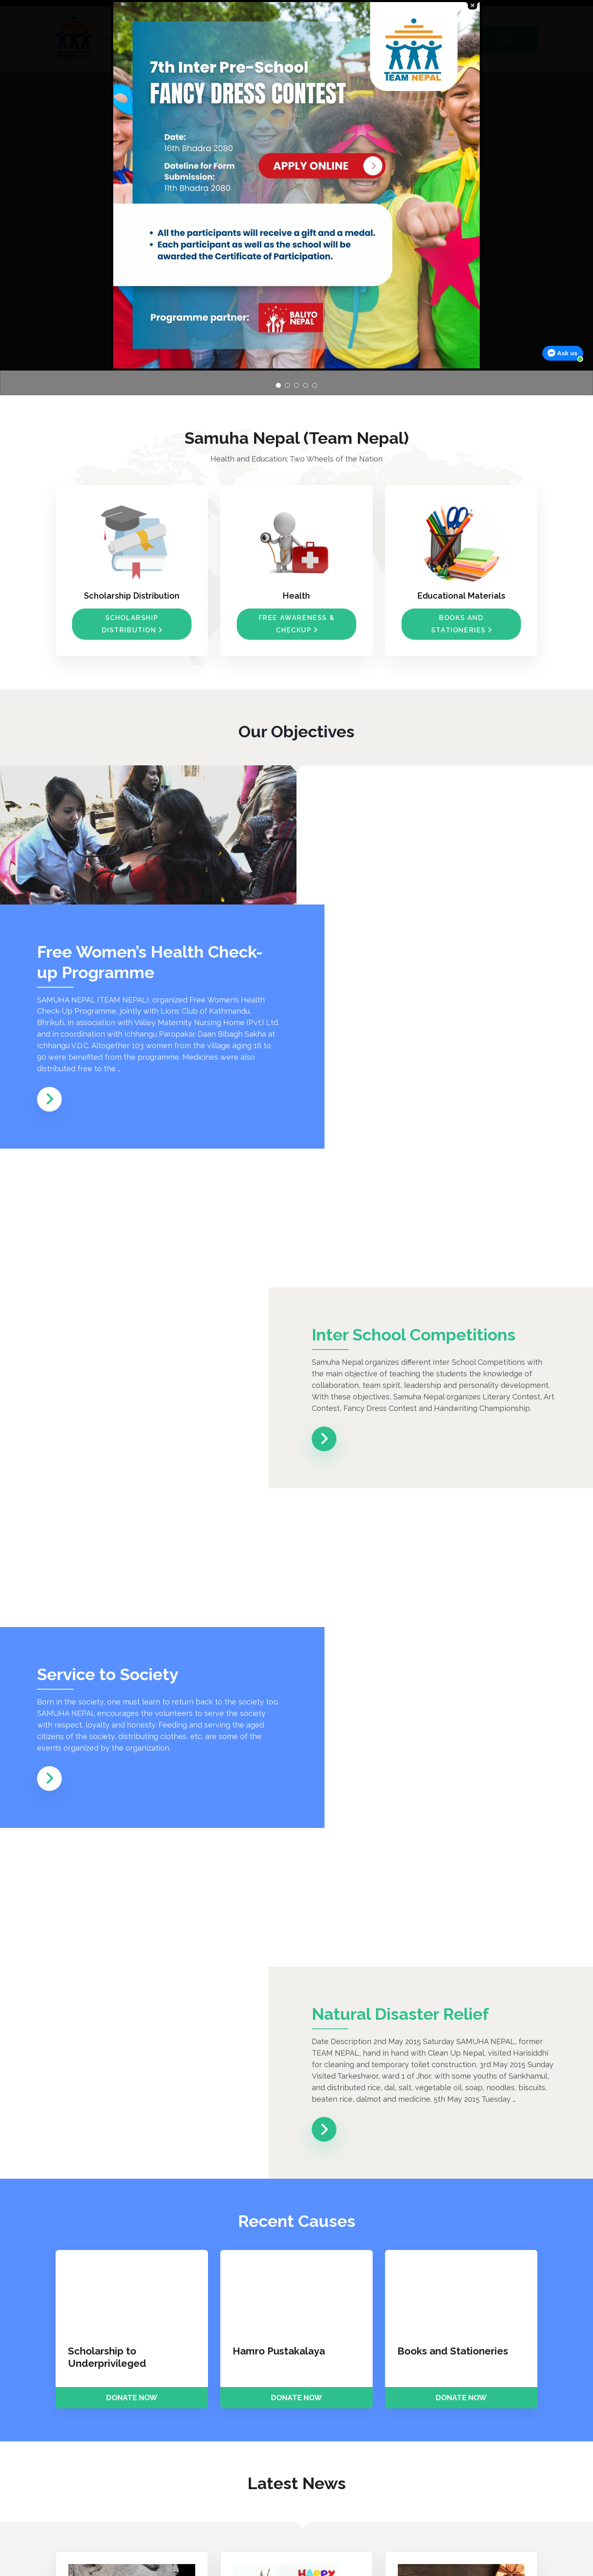 ×
TEAM NEPAL
7th Inter Pre-School
FANCY DRESS CONTEST
Date:
16th Bhadra 2080
Dateline for Form
Submission:
11th Bhadra 2080
APPLY ONLINE
• All the participants will receive a gift and a medal.
• Each participant as well as the school will be
awarded the Certificate of Participation.
Programme partner:
BALIYO
NEPAL
Ask us
Samuha Nepal (Team Nepal)
Health and Education; Two Wheels of the Nation
Scholarship Distribution
SCHOLARSHIP
DISTRIBUTION
Health
FREE AWARENESS &
CHECKUP
Educational Materials
BOOKS AND
STATIONERIES
Our Objectives
Free Women’s Health Check-
up Programme
SAMUHA NEPAL (TEAM NEPAL), organized Free Women’s Health
Check-Up Programme, jointly with Lions Club of Kathmandu,
Bhrikuti, in association with Valley Maternity Nursing Home (Pvt.) Ltd.
and in coordination with Ichhangu Paropakar Daan Bibagh Sakha at
Ichhangu V.D.C. Altogether 103 women from the village aging 16 to
90 were benefited from the programme. Medicines were also
distributed free to the …
Inter School Competitions
Samuha Nepal organizes different Inter School Competitions with
the main objective of teaching the students the knowledge of
collaboration, team spirit, leadership and personality development.
With these objectives, Samuha Nepal organizes Literary Contest, Art
Contest, Fancy Dress Contest and Handwriting Championship.
Service to Society
Born in the society, one must learn to return back to the society too.
SAMUHA NEPAL encourages the volunteers to serve the society
with respect, loyalty and honesty. Feeding and serving the aged
citizens of the society, distributing clothes, etc. are some of the
events organized by the organization.
Natural Disaster Relief
Date Description 2nd May 2015 Saturday SAMUHA NEPAL, former
TEAM NEPAL, hand in hand with Clean Up Nepal, visited Harisiddhi
for cleaning and temporary toilet construction. 3rd May 2015 Sunday
Visited Tarkeshwor, ward 1 of Jhor, with some youths of Sankhamul,
and distributed rice, dal, salt, vegetable oil, soap, noodles, biscuits,
beaten rice, dalmot and medicine. 5th May 2015 Tuesday …
Recent Causes
Scholarship to
Underprivileged
DONATE NOW
Hamro Pustakalaya
DONATE NOW
Books and Stationeries
DONATE NOW
Latest News
HAPPY